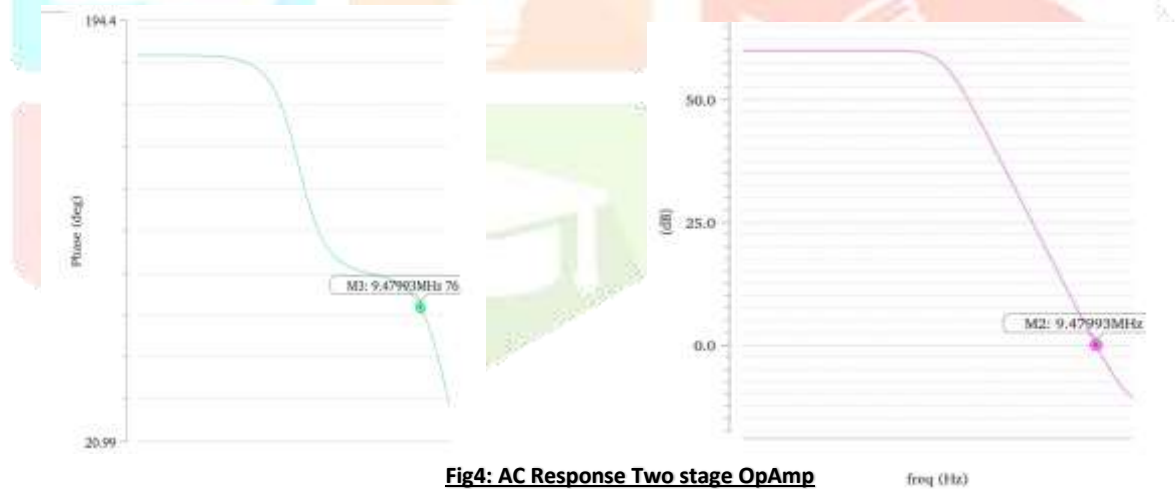 194.4
Phase (deg)
M3: 9.47993MHz 76
20.99
50.0
25.0
(dB)
M2: 9.47993MHz
0.0
Fig4: AC Response Two stage OpAmp
freq (Hz)